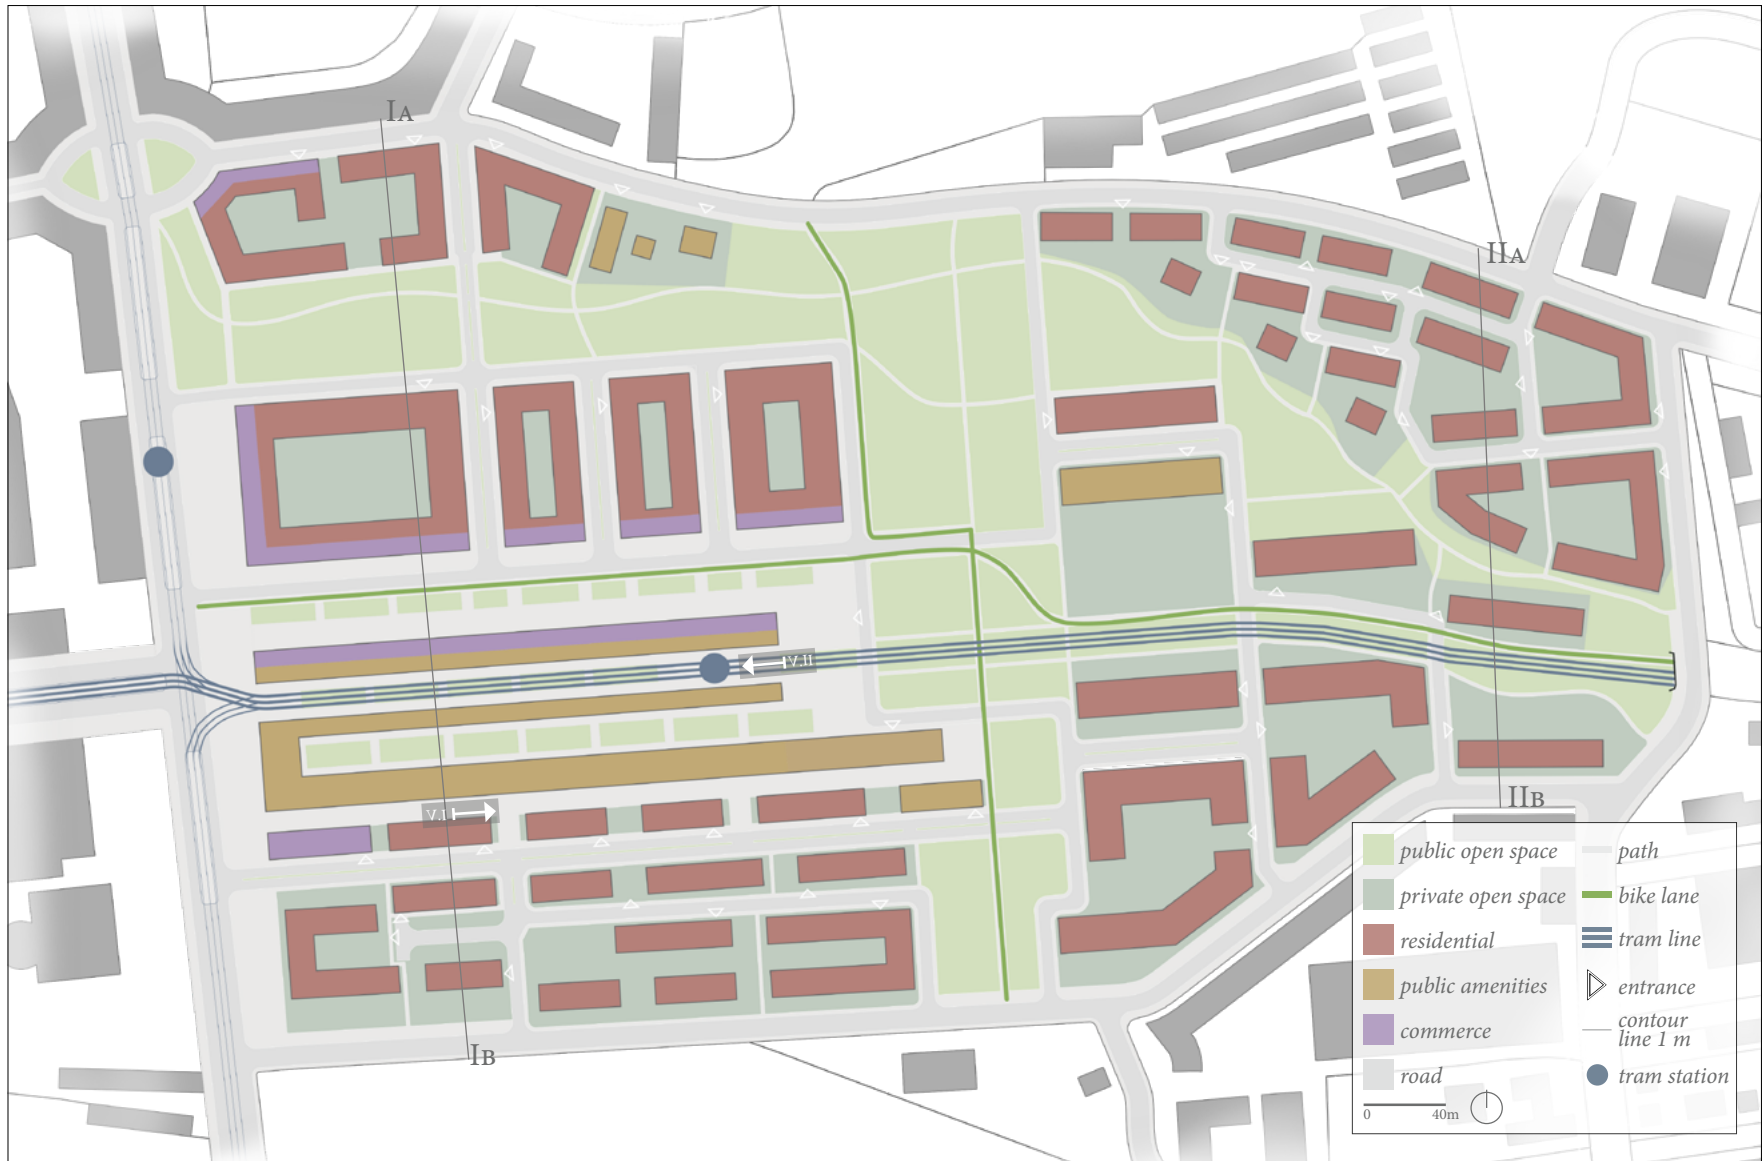 IA
IIA
V.II
V.I
IIB
IB
public open space
path
private open space
bike lane
residential
tram line
public amenities
entrance
commerce
contour
line 1 m
road
tram station
0 40m